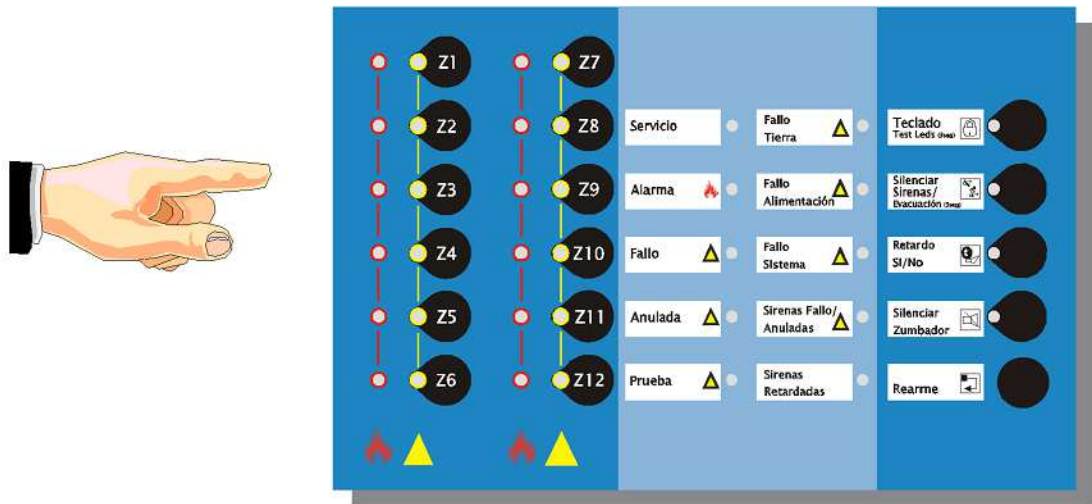 Z1
Z2
Z3
Z4
Z5
Z6
Z7
Z8
Z9
Z10
Z11
Z12
Servicio
Alarma
Fallo
Anulada
Prueba
Fallo
Tierra
Fallo
Alimentación
Fallo
Sistema
Sirenas Fallo/
Anuladas
Sirenas
Retardadas
Teclado
Test Leds
Silenciar
Sirenas/
Evacuación
Retardo
Si/No
Silenciar
Zumbador
Rearme